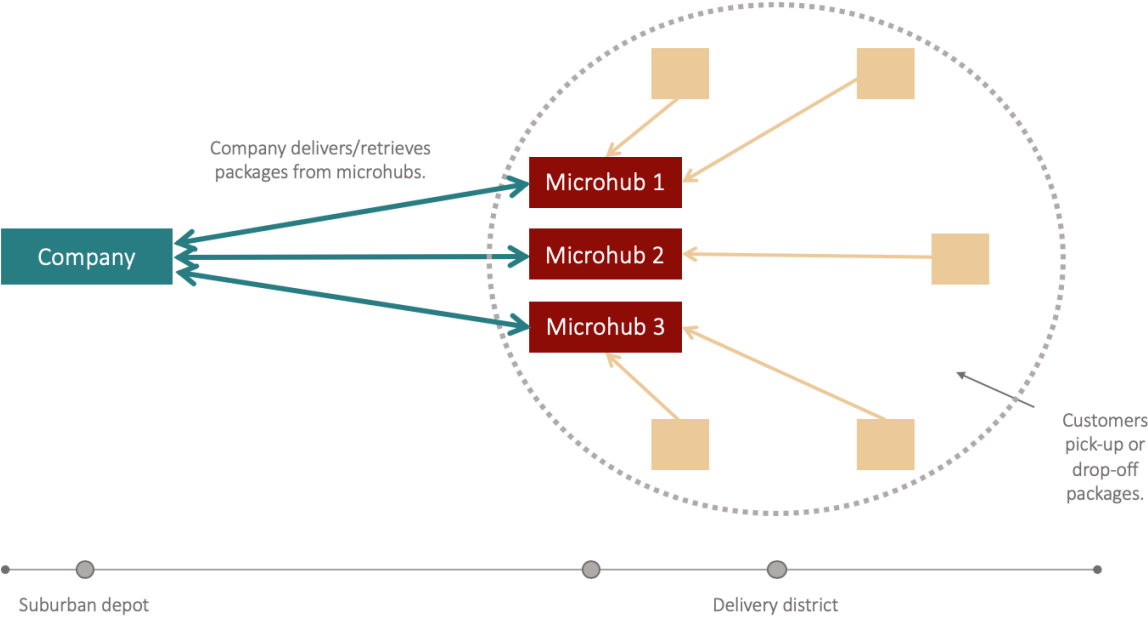 Company delivers/retrieves
packages from microhubs.
Company
Microhub 1
Microhub 2
Microhub 3
Customers
pick-up or
drop-off
packages.
Suburban depot
Delivery district